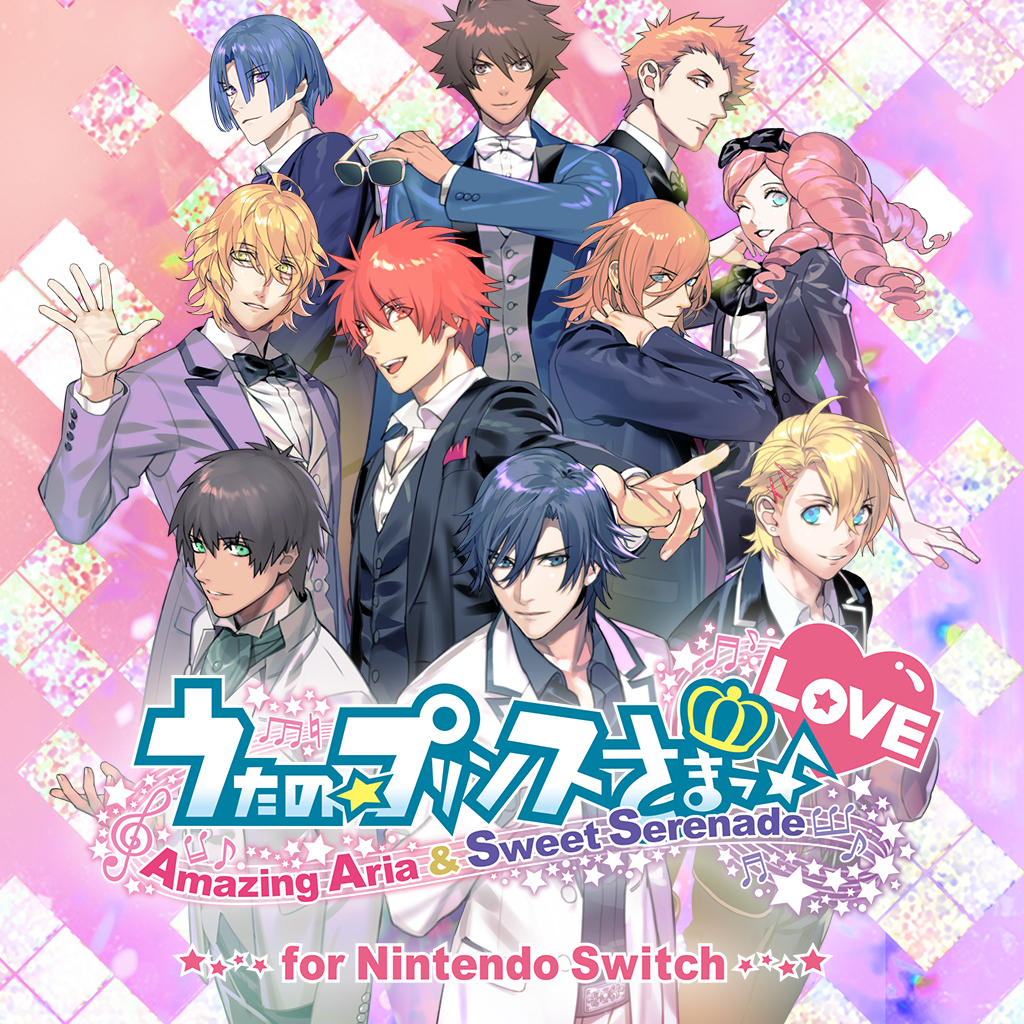 うたの☆プリンスさまっ♪
LOVE
Amazing Aria & Sweet Serenade
for Nintendo Switch